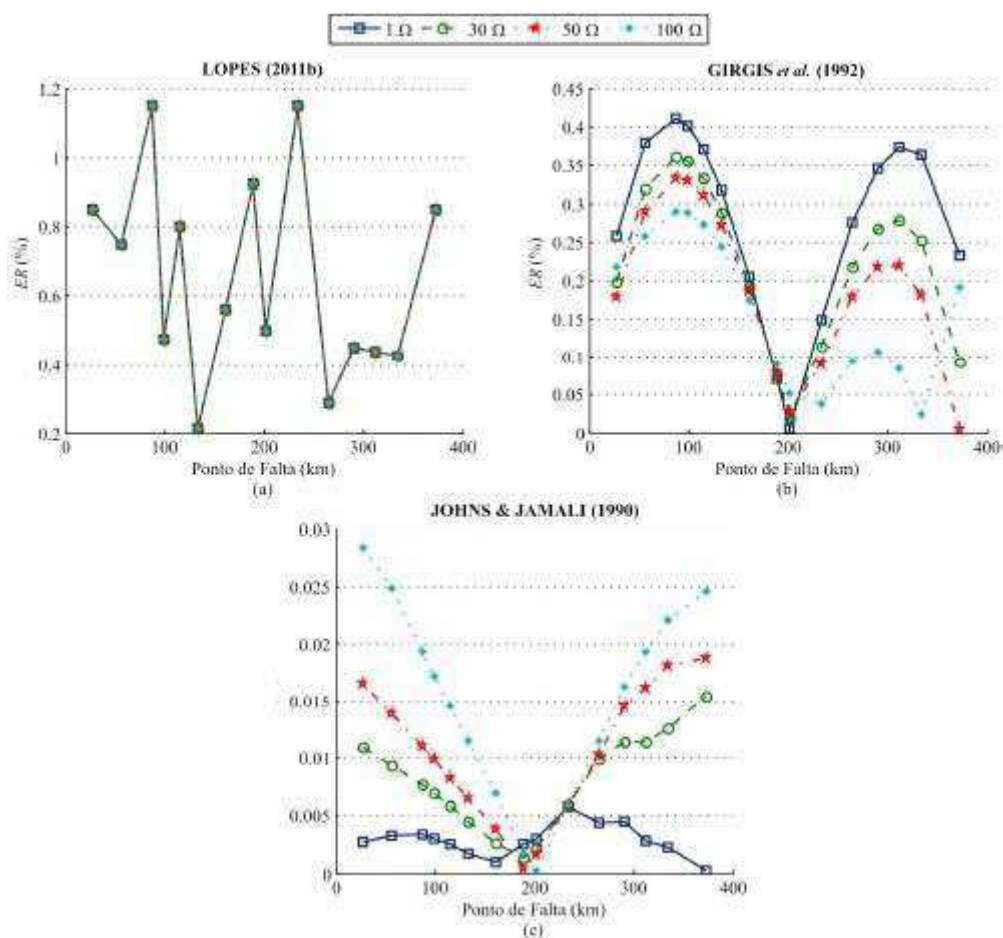 1 Ω 30 Ω 50 Ω 100 Ω
LOPES (2011b)
1.2
1
0.8
0.6
0.4
0.2
ER (%)
0 100 200 300 400
Ponto de Falta (km)
(a)
GIRGIS et al. (1992)
0.45
0.4
0.35
0.3
0.25
0.2
0.15
0.1
0.05
0
ER (%)
0 100 200 300 400
Ponto de Falta (km)
(b)
JOHNS & JAMALI (1990)
0.03
0.025
0.02
0.015
0.01
0.005
0
0 100 200 300 400
Ponto de Falta (km)
(c)